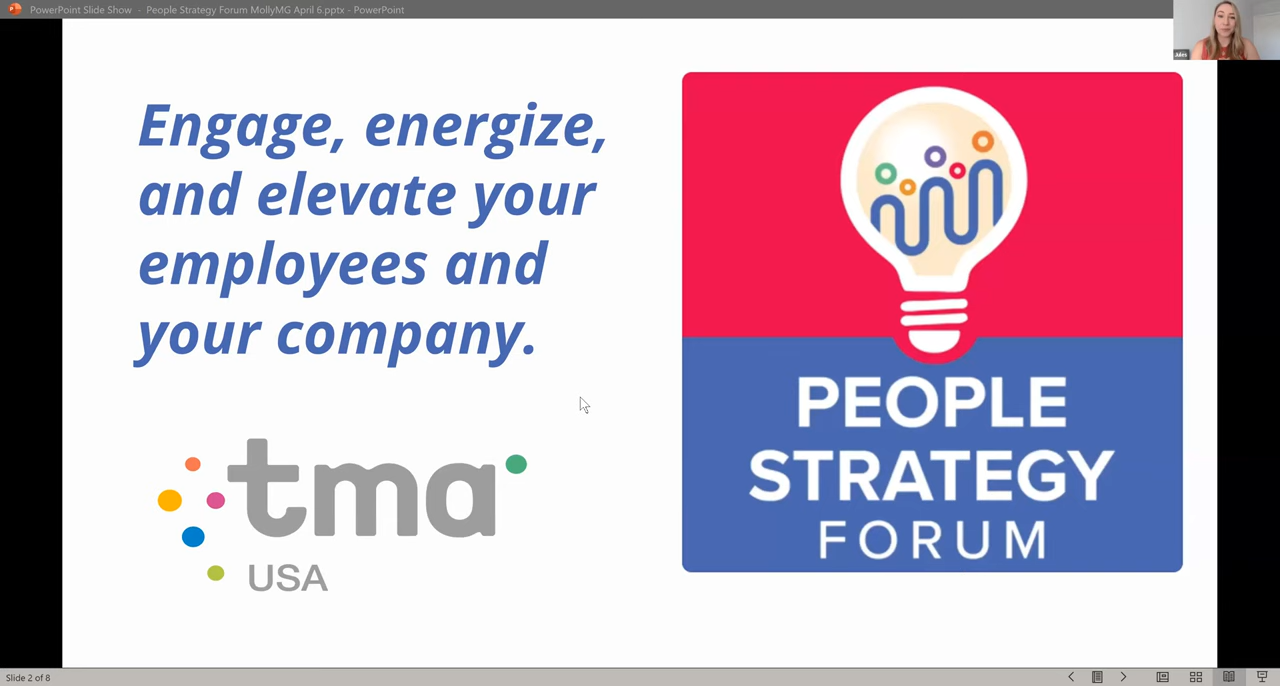 PowerPoint Slide Show - People Strategy Forum MollyMG April 6.pptx - PowerPoint
Jules
Engage, energize,
and elevate your
employees and
your company.
tma
USA
PEOPLE
STRATEGY
FORUM
Slide 2 of 8